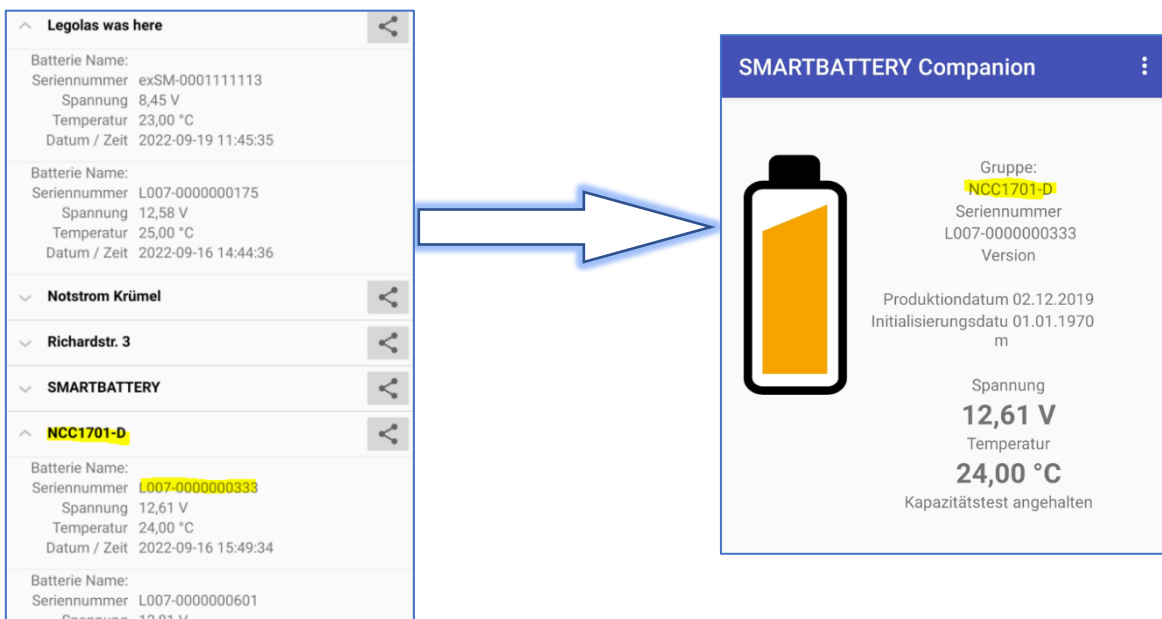 Legolas was here
Batterie Name:
Seriennummer exSM-0001111113
Spannung 8,45 V
Temperatur 23,00 °C
Datum / Zeit 2022-09-19 11:45:35
Batterie Name:
Seriennummer L007-0000000175
Spannung 12,58 V
Temperatur 25,00 °C
Datum / Zeit 2022-09-16 14:44:36
Notstrom Krümel
Richardstr. 3
SMARTBATTERY
NCC1701-D
Batterie Name:
Seriennummer L007-0000000333
Spannung 12,61 V
Temperatur 24,00 °C
Datum / Zeit 2022-09-16 15:49:34
Batterie Name:
Seriennummer L007-0000000601
Spannung 12,81 V
SMARTBATTERY Companion
Gruppe:
NCC1701-D
Seriennummer
L007-0000000333
Version
Produktiondatum 02.12.2019
Initialisierungsdatu 01.01.1970
m
Spannung
12,61 V
Temperatur
24,00 °C
Kapazitätstest angehalten